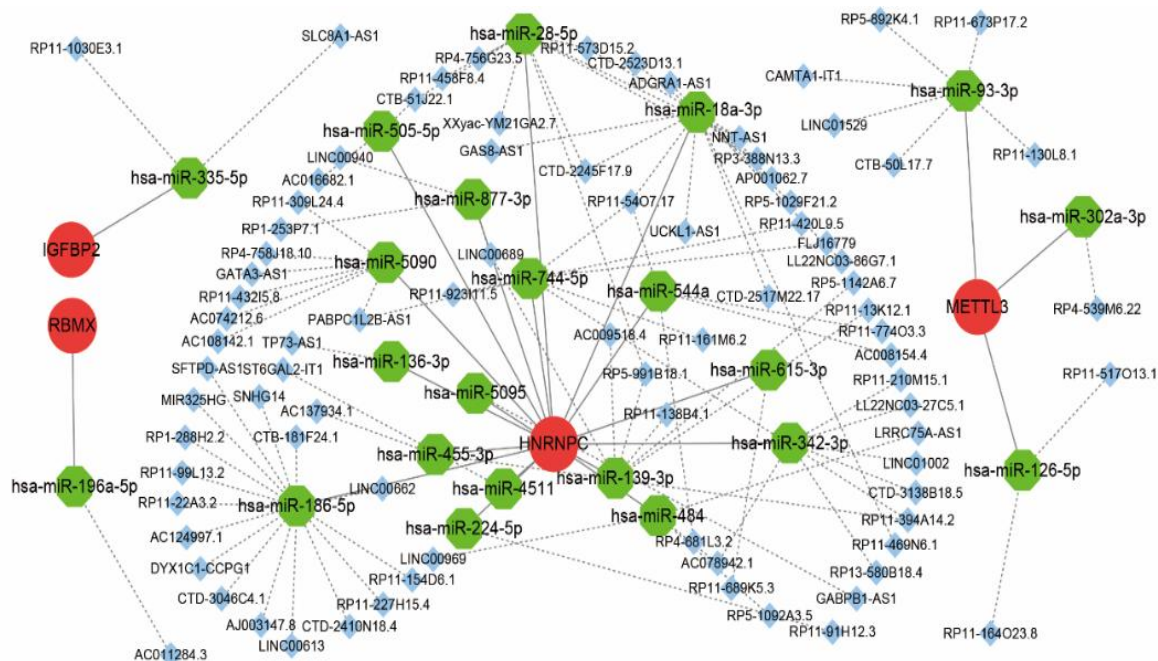 RP11-1030E3.1
SLC8A1-AS1
hsa-miR-28-5p
RP11-573D15.2
RP5-892K4.1
RP11-673P17.2
RP4-756G23.5
CTD-2523D13.1
RP11-458F8.4
ADGRA1-AS1
CAMTA1-IT1
hsa-miR-93-3p
CTB-51J22.1
hsa-miR-18a-3p
hsa-miR-505-5p
XXyac-YM21GA2.7
LINC01529
NNT-AS1
GAS8-AS1
RP11-130L8.1
LINC00940
RP3-388N13.3
CTB-50L17.7
CTD-2245F17.9
hsa-miR-335-5p
AC016682.1
AP001062.7
hsa-miR-877-3p
RP11-309L24.4
RP11-54O7.17
RP5-1029F21.2
hsa-miR-302a-3p
RP11-420L9.5
RP1-253P7.1
UCKL1-AS1
FLJ16779
IGFBP2
RP4-758J18.10
LINC00689
LL22NC03-86G7.1
hsa-miR-5090
GATA3-AS1
hsa-miR-744-5p
RP5-1142A6.7
hsa-miR-544a
RP11-432I5.8
RP11-923I11.5
CTD-2517M22.17
METTL3
RBMX
RP11-13K12.1
RP4-539M6.22
AC074212.6
PABPC1L2B-AS1
RP11-774O3.3
AC108142.1
TP73-AS1
AC009518.4
RP11-161M6.2
AC008154.4
hsa-miR-136-3p
SFTPD-AS1
ST6GAL2-IT1
hsa-miR-615-3p
RP5-991B18.1
RP11-210M15.1
RP11-517O13.1
MIR325HG
SNHG14
hsa-miR-5095
LL22NC03-27C5.1
AC137934.1
RP11-138B4.1
LRRC75A-AS1
RP1-288H2.2
CTB-181F24.1
HNRNPC
hsa-miR-342-3p
hsa-miR-455-3p
LINC01002
RP11-99L13.2
hsa-miR-126-5p
hsa-miR-196a-5p
LINC00662
hsa-miR-4511
hsa-miR-139-3p
CTD-3138B18.5
RP11-22A3.2
hsa-miR-186-5p
RP11-394A14.2
hsa-miR-224-5p
hsa-miR-484
AC124997.1
RP4-681L3.2
RP11-469N6.1
LINC00969
AC078942.1
DYX1C1-CCPG1
RP13-580B18.4
RP11-154D6.1
RP11-689K5.3
CTD-3046C4.1
GABPB1-AS1
RP11-227H15.4
RP5-1092A3.5
AJ003147.8
CTD-2410N18.4
RP11-91H12.3
RP11-164O23.8
LINC00613
AC011284.3